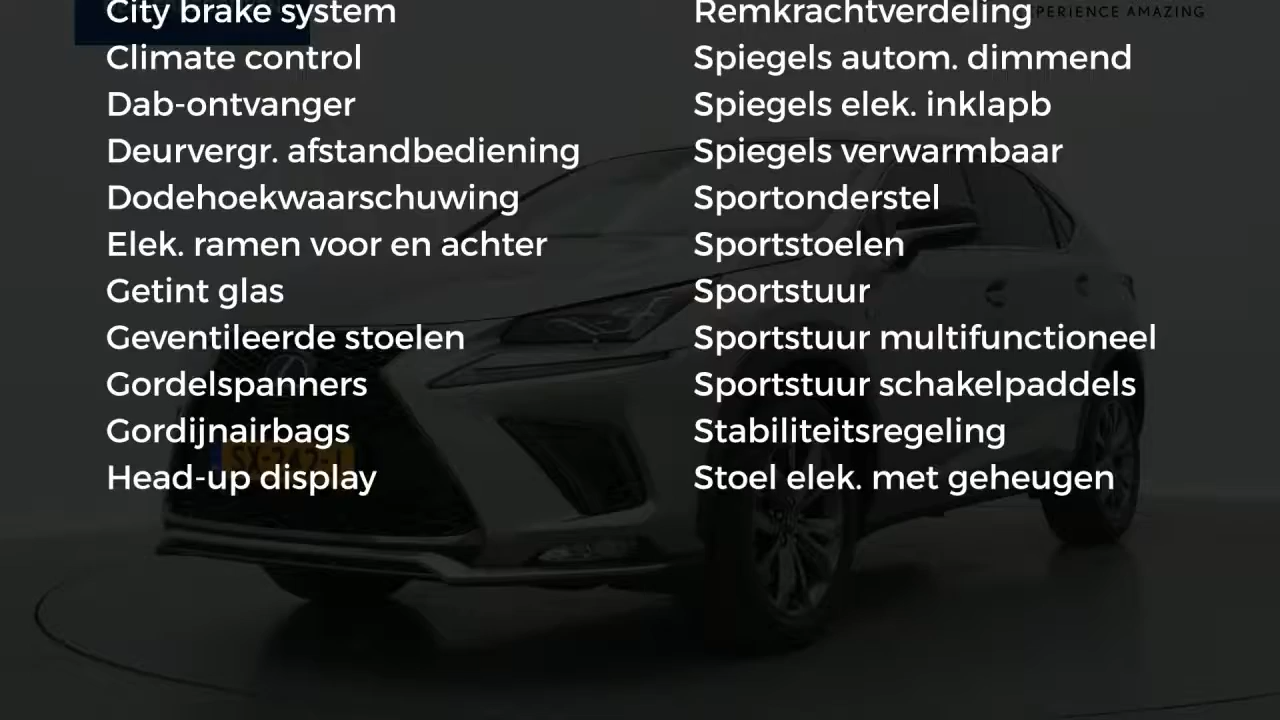 City brake system
Climate control
Dab-ontvanger
Deurvergr. afstandbediening
Dodehoekwaarschuwing
Elek. ramen voor en achter
Getint glas
Geventileerde stoelen
Gordelspanners
Gordijnairbags
Head-up display
Remkrachtverdeling
Spiegels autom. dimmend
Spiegels elek. inklapb
Spiegels verwarmbaar
Sportonderstel
Sportstoelen
Sportstuur
Sportstuur multifunctioneel
Sportstuur schakelpaddels
Stabiliteitsregeling
Stoel elek. met geheugen
AMAZING